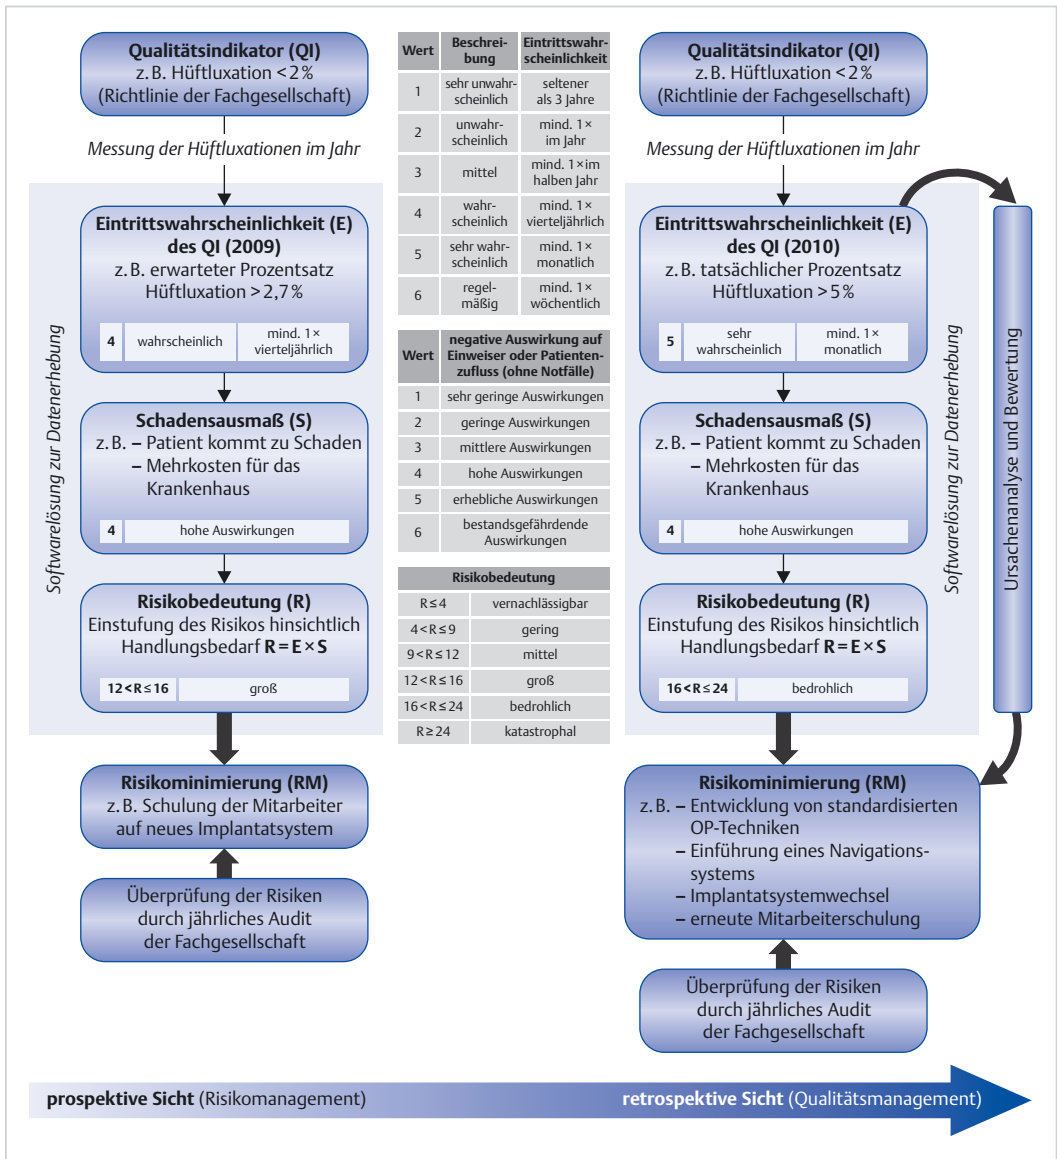 Qualitätsindikator (QI)
z. B. Hüftluxation < 2 %
(Richtlinie der Fachgesellschaft)
Messung der Hüftluxationen im Jahr
Softwarelösung zur Datenerhebung
Eintrittswahrscheinlichkeit (E)
des QI (2009)
z. B. erwarteter Prozentsatz
Hüftluxation > 2,7 %
4 wahrscheinlich mind. 1 ×
vierteljährlich
Schadensausmaß (S)
z. B. – Patient kommt zu Schaden
– Mehrkosten für das
Krankenhaus
4 hohe Auswirkungen
Risikobedeutung (R)
Einstufung des Risikos hinsichtlich
Handlungsbedarf R = E × S
12 < R ≤ 16 groß
Risikominimierung (RM)
z. B. Schulung der Mitarbeiter
auf neues Implantatsystem
Überprüfung der Risiken
durch jährliches Audit
der Fachgesellschaft
Wert Beschrei- Eintrittswahr-
bung scheinlichkeit
1 sehr unwahr- seltener
scheinlich als 3 Jahre
2 unwahr- mind. 1 ×
scheinlich im Jahr
3 mittel mind. 1 × im
halben Jahr
4 wahr- mind. 1 ×
scheinlich vierteljährlich
5 sehr wahr- mind. 1 ×
scheinlich monatlich
6 regel- mind. 1 ×
mäßig wöchentlich
Wert negative Auswirkung auf
Einweiser oder Patienten-
zufluss (ohne Notfälle)
1 sehr geringe Auswirkungen
2 geringe Auswirkungen
3 mittlere Auswirkungen
4 hohe Auswirkungen
5 erhebliche Auswirkungen
6 bestandsgefährdende
Auswirkungen
Risikobedeutung
R ≤ 4 vernachlässigbar
4 < R ≤ 9 gering
9 < R ≤ 12 mittel
12 < R ≤ 16 groß
16 < R ≤ 24 bedrohlich
R ≥ 24 katastrophal
Qualitätsindikator (QI)
z. B. Hüftluxation < 2 %
(Richtlinie der Fachgesellschaft)
Messung der Hüftluxationen im Jahr
Eintrittswahrscheinlichkeit (E)
des QI (2010)
z. B. tatsächlicher Prozentsatz
Hüftluxation > 5 %
5 sehr mind. 1 ×
wahrscheinlich monatlich
Schadensausmaß (S)
z. B. – Patient kommt zu Schaden
– Mehrkosten für das
Krankenhaus
4 hohe Auswirkungen
Risikobedeutung (R)
Einstufung des Risikos hinsichtlich
Handlungsbedarf R = E × S
16 < R ≤ 24 bedrohlich
Softwarelösung zur Datenerhebung
Ursachenanalyse und Bewertung
Risikominimierung (RM)
z. B. – Entwicklung von standardisierten
OP-Techniken
– Einführung eines Navigations-
systems
– Implantatsystemwechsel
– erneute Mitarbeiterschulung
Überprüfung der Risiken
durch jährliches Audit
der Fachgesellschaft
prospektive Sicht (Risikomanagement) retrospektive Sicht (Qualitätsmanagement)